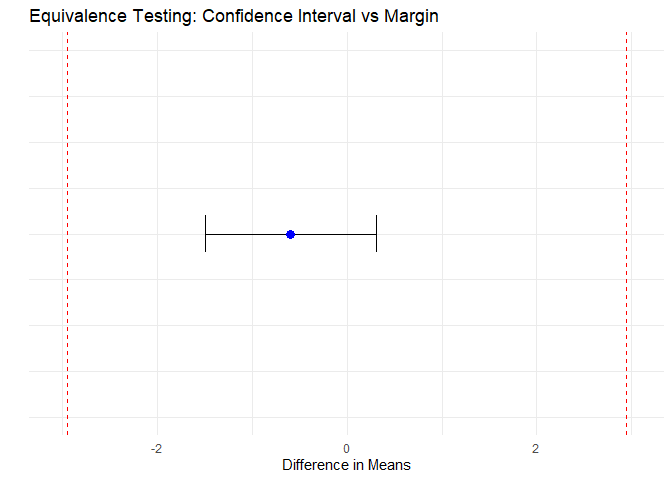 Equivalence Testing: Confidence Interval vs Margin
-2 0 2
Difference in Means